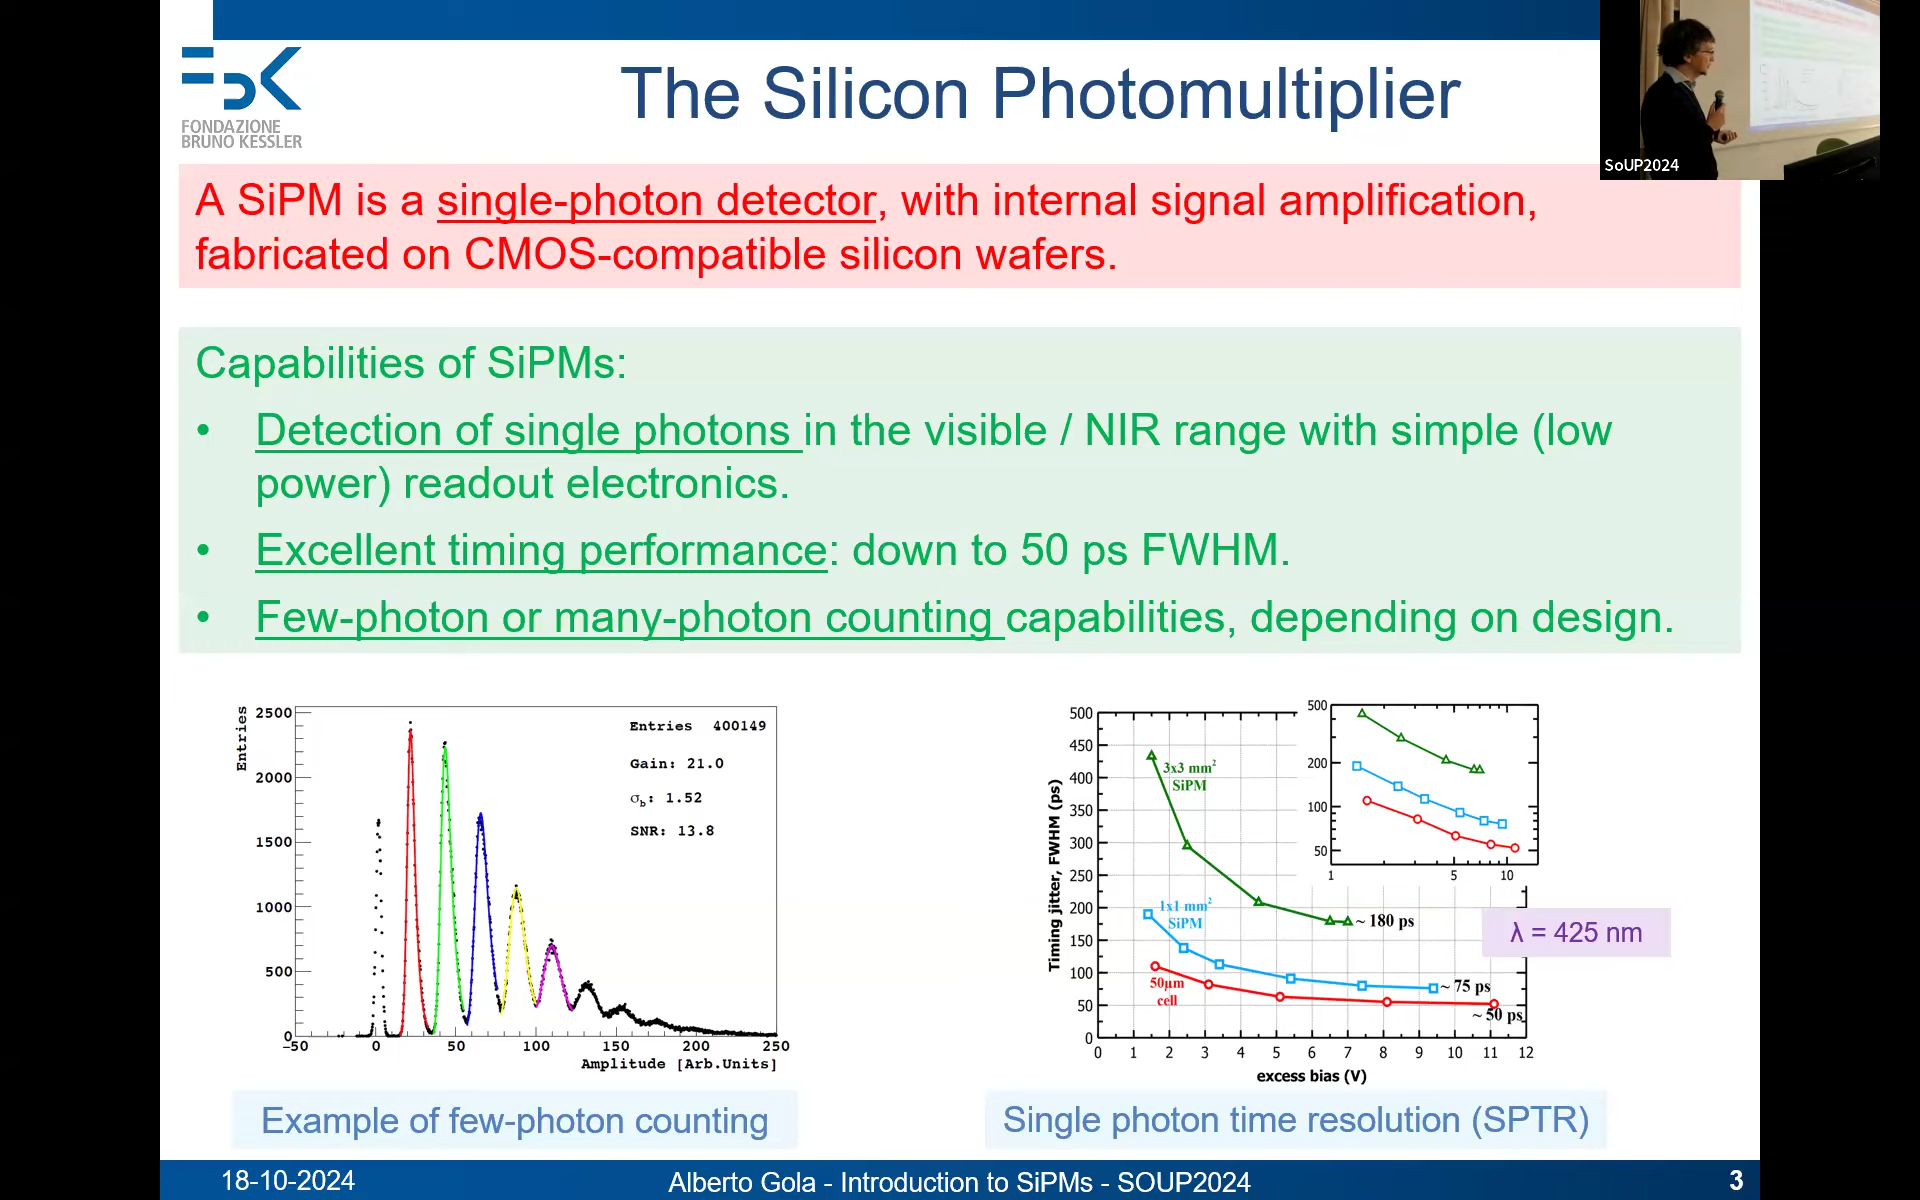 FBK
FONDAZIONE
BRUNO KESSLER
The Silicon Photomultiplier
SoUP2024
A SiPM is a single-photon detector, with internal signal amplification,
fabricated on CMOS-compatible silicon wafers.
Capabilities of SiPMs:
• Detection of single photons in the visible / NIR range with simple (low
power) readout electronics.
• Excellent timing performance: down to 50 ps FWHM.
• Few-photon or many-photon counting capabilities, depending on design.
Entries
2500
2000
1500
1000
500
0
-50 0 50 100 150 200 250
Amplitude [Arb.Units]
Entries 400149
Gain: 21.0
σb: 1.52
SNR: 13.8
Example of few-photon counting
Timing jitter, FWHM (ps)
500
450
400
350
300
250
200
150
100
50
0
0 1 2 3 4 5 6 7 8 9 10 11 12
excess bias (V)
3x3 mm²
SiPM
1x1 mm²
SiPM
50µm
cell
~ 180 ps
~ 75 ps
~ 50 ps
500
200
100
50
1 5 10
λ = 425 nm
Single photon time resolution (SPTR)
18-10-2024
Alberto Gola - Introduction to SiPMs - SOUP2024
3